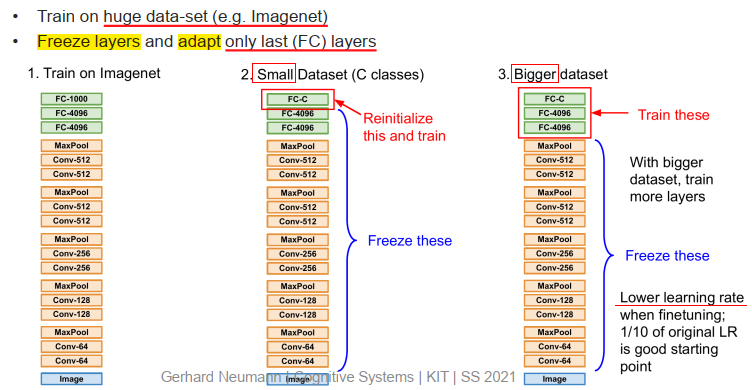 • Train on huge data-set (e.g. Imagenet)
• Freeze layers and adapt only last (FC) layers
1. Train on Imagenet
FC-1000
FC-4096
FC-4096
MaxPool
Conv-512
Conv-512
MaxPool
Conv-512
Conv-512
MaxPool
Conv-256
Conv-256
MaxPool
Conv-128
Conv-128
MaxPool
Conv-64
Conv-64
Image
2. Small Dataset (C classes)
FC-C
FC-4096
FC-4096
MaxPool
Conv-512
Conv-512
MaxPool
Conv-512
Conv-512
MaxPool
Conv-256
Conv-256
MaxPool
Conv-128
Conv-128
MaxPool
Conv-64
Conv-64
Image
Reinitialize
this and train
Freeze these
3. Bigger dataset
FC-C
FC-4096
FC-4096
MaxPool
Conv-512
Conv-512
MaxPool
Conv-512
Conv-512
MaxPool
Conv-256
Conv-256
MaxPool
Conv-128
Conv-128
MaxPool
Conv-64
Conv-64
Image
Train these
With bigger
dataset, train
more layers
Freeze these
Lower learning rate
when finetuning;
1/10 of original LR
is good starting
point
Gerhard Neumann | Cognitive Systems | KIT | SS 2021